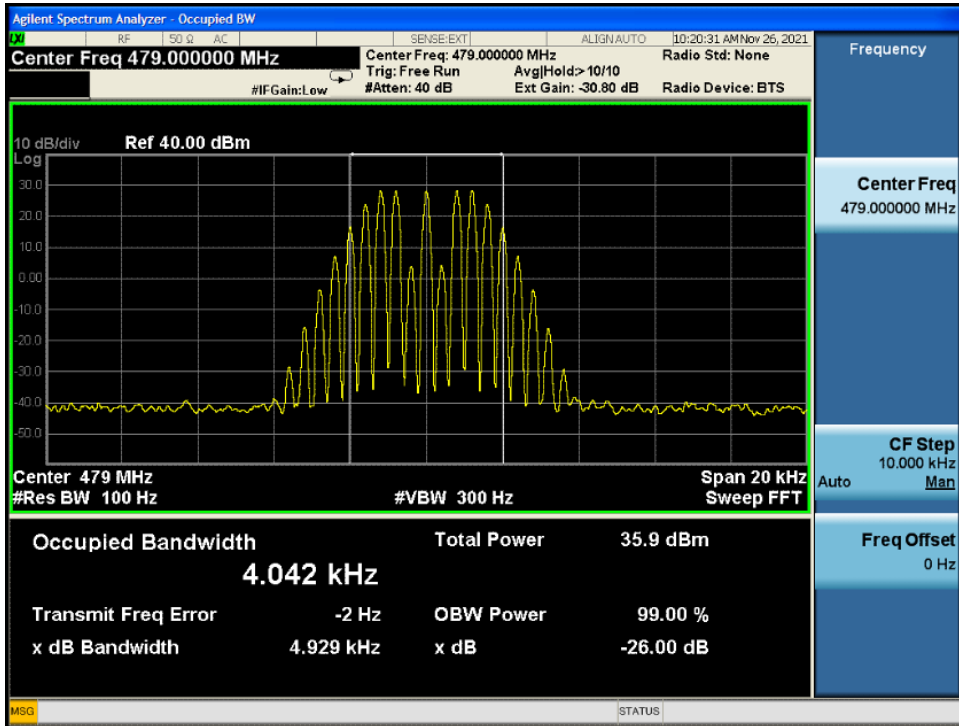 Agilent Spectrum Analyzer - Occupied BW
LXI RF 50 Ω AC SENSE:EXT ALIGN AUTO 10:20:31 AM Nov 26, 2021
Center Freq 479.000000 MHz
Center Freq: 479.000000 MHz Radio Std: None
Trig: Free Run Avg|Hold:> 10/10
#IFGain:Low #Atten: 40 dB Ext Gain: -30.80 dB Radio Device: BTS
10 dB/div Ref 40.00 dBm
Log
30.0
20.0
10.0
0.00
-10.0
-20.0
-30.0
-40.0
-50.0
Center 479 MHz Span 20 kHz
#Res BW 100 Hz #VBW 300 Hz Sweep FFT
Occupied Bandwidth Total Power 35.9 dBm
4.042 kHz
Transmit Freq Error -2 Hz OBW Power 99.00 %
x dB Bandwidth 4.929 kHz x dB -26.00 dB
Frequency
Center Freq
479.000000 MHz
CF Step
10.000 kHz
Auto Man
Freq Offset
0 Hz
MSG STATUS